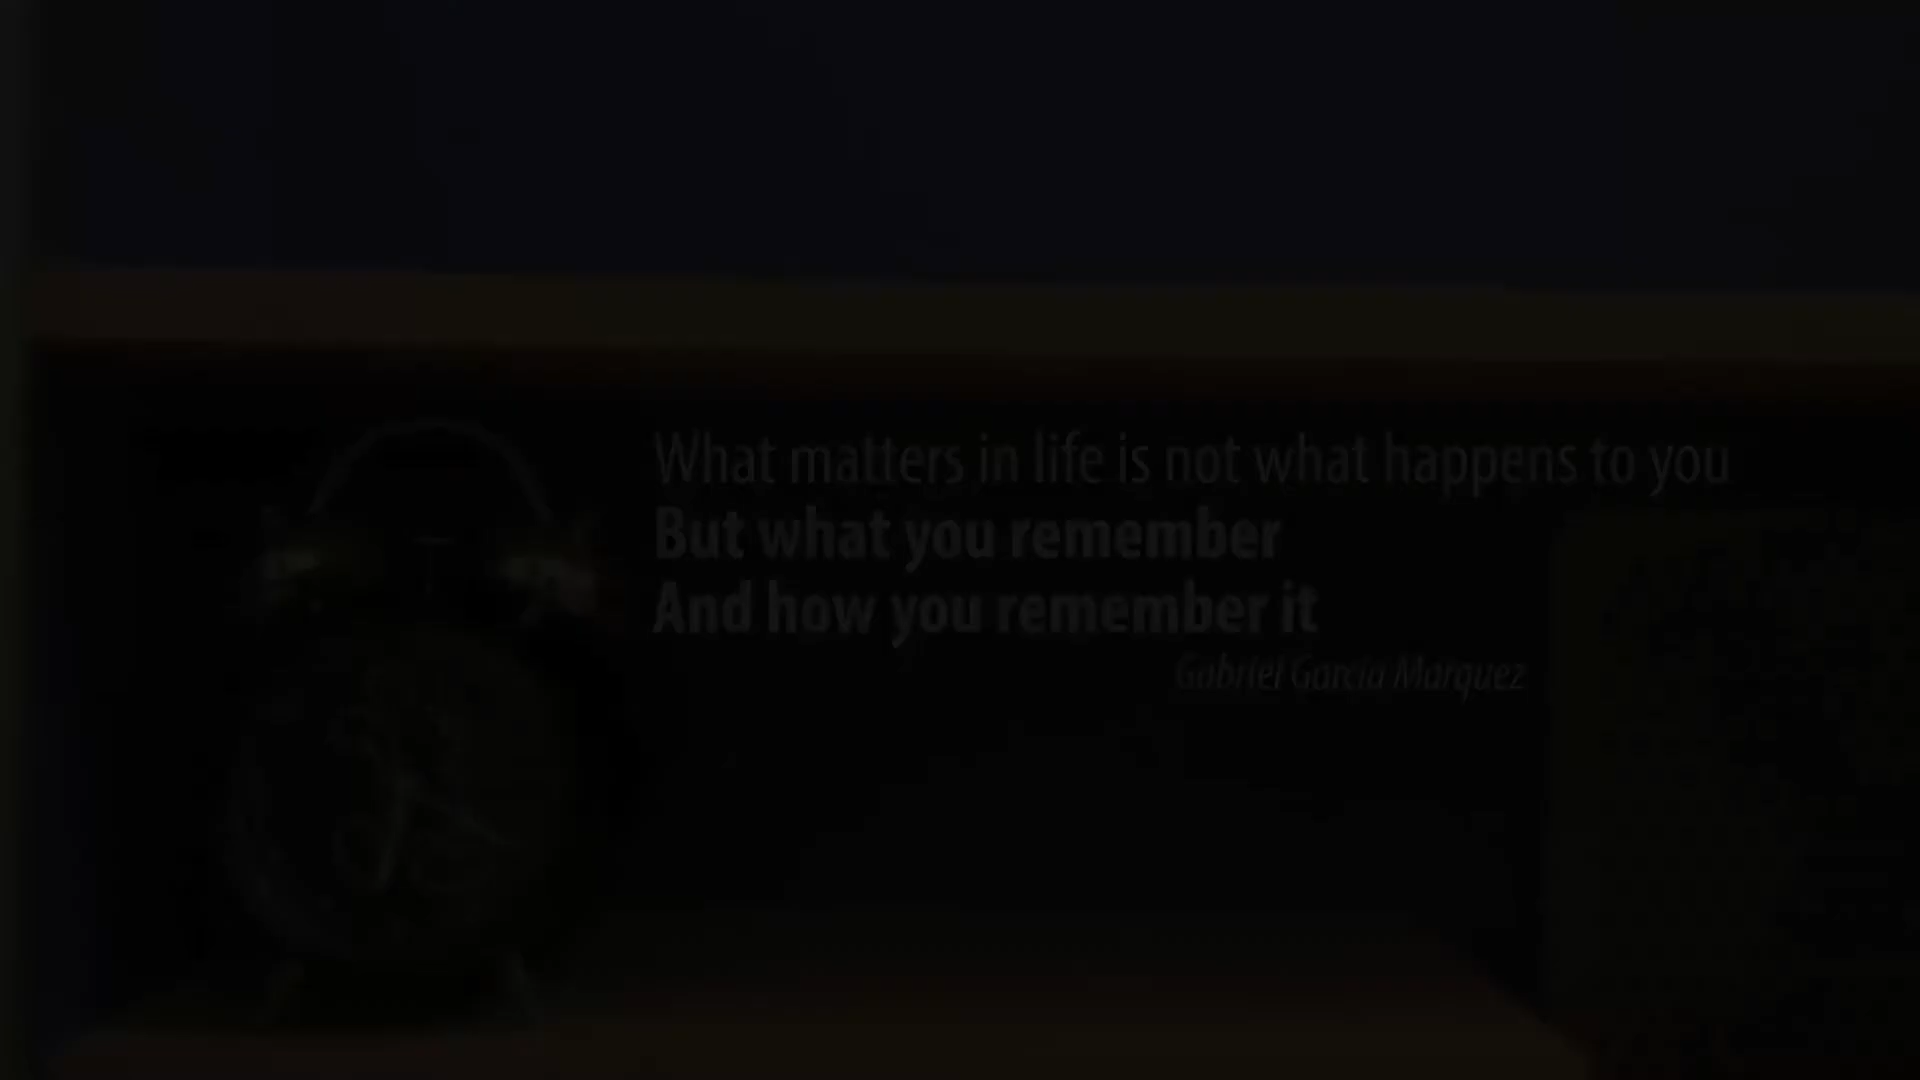 What matters in life is not what happens to you
But what you remember
And how you remember it
Gabriel Garcia Marquez